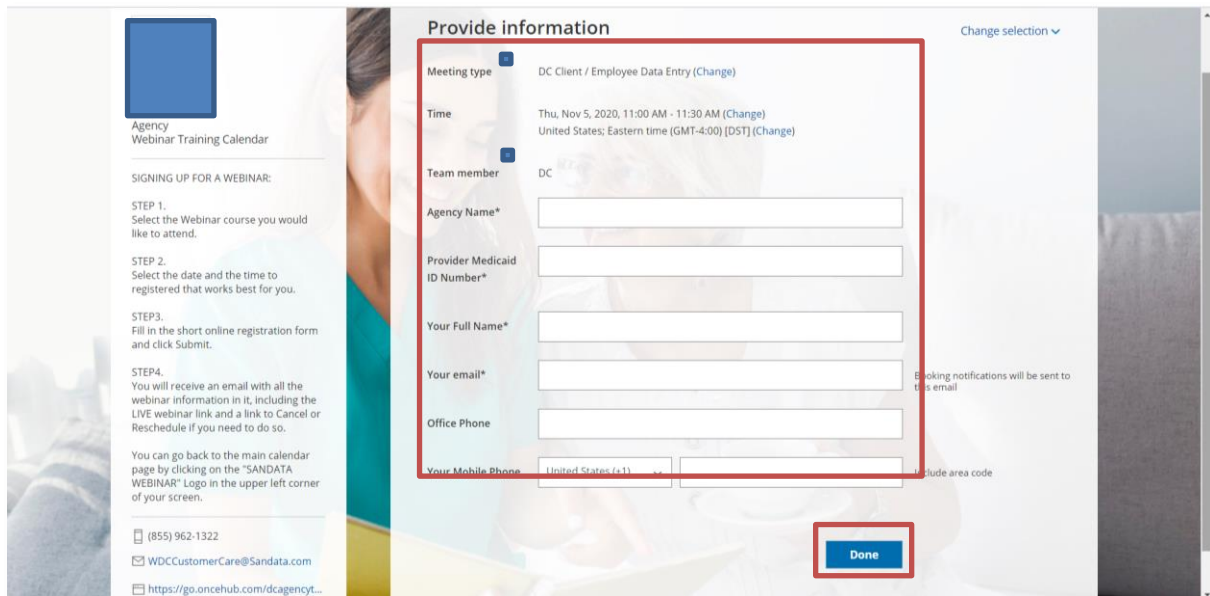 Agency
Webinar Training Calendar
SIGNING UP FOR A WEBINAR:
STEP 1.
Select the Webinar course you would
like to attend.
STEP 2.
Select the date and the time to
registered that works best for you.
STEP3.
Fill in the short online registration form
and click Submit.
STEP4.
You will receive an email with all the
webinar information in it, including the
LIVE webinar link and a link to Cancel or
Reschedule if you need to do so.
You can go back to the main calendar
page by clicking on the "SANDATA
WEBINAR" Logo in the upper left corner
of your screen.
(855) 962-1322
WDCCustomerCare@Sandata.com
https://go.oncehub.com/dcagencyt...
Provide information
Change selection
Meeting type DC Client / Employee Data Entry (Change)
Time Thu, Nov 5, 2020, 11:00 AM - 11:30 AM (Change)
United States; Eastern time (GMT-4:00) [DST] (Change)
Team member DC
Agency Name*
Provider Medicaid
ID Number*
Your Full Name*
Your email*
Booking notifications will be sent to
this email
Office Phone
Your Mobile Phone United States (+1) Include area code
Done